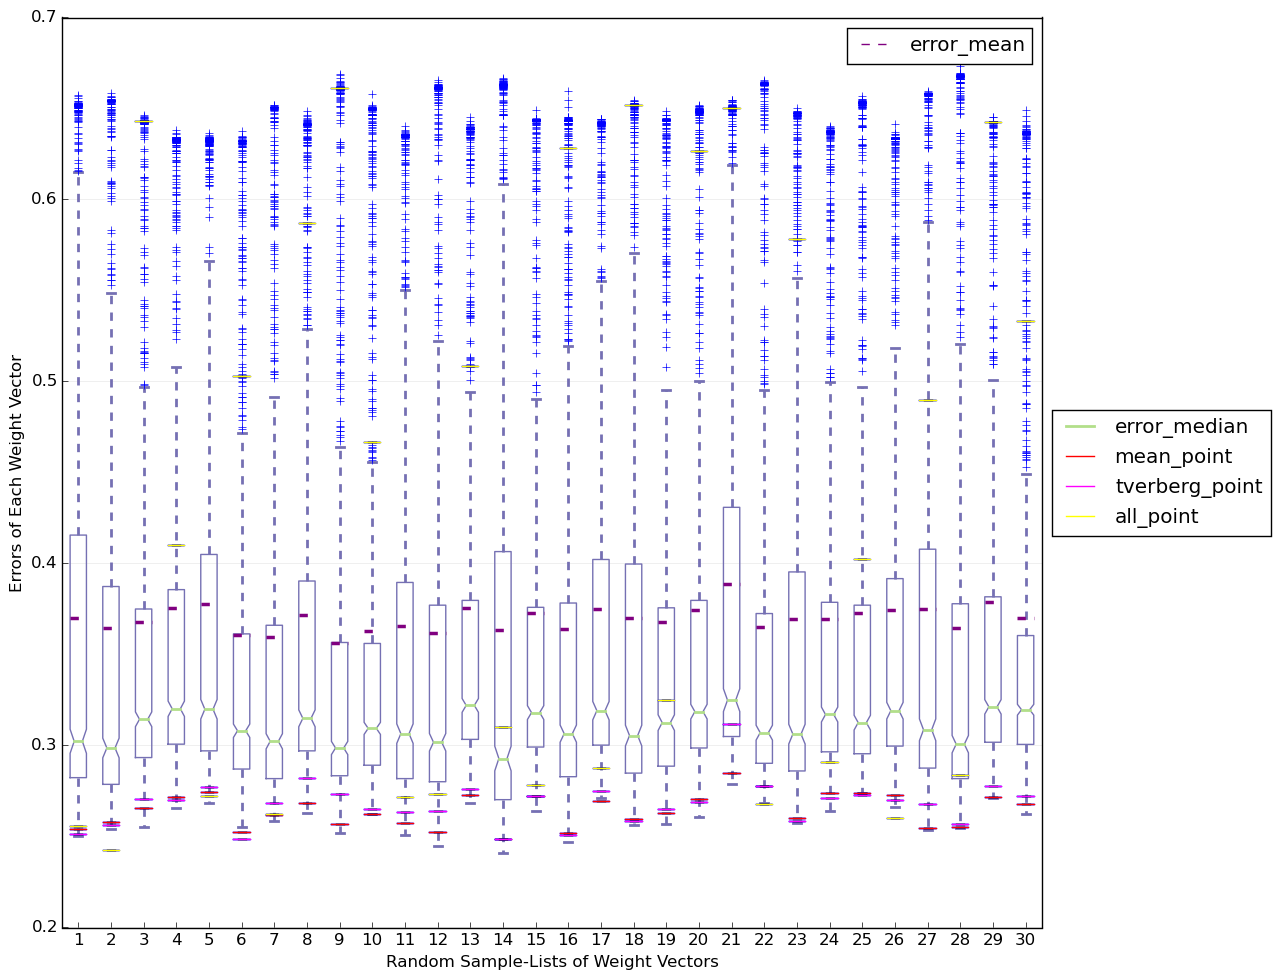 0.7
0.6
0.5
0.4
0.3
0.2
Errors of Each Weight Vector
error_mean
error_median
mean_point
tverberg_point
all_point
1 2 3 4 5 6 7 8 9 10 11 12 13 14 15 16 17 18 19 20 21 22 23 24 25 26 27 28 29 30
Random Sample-Lists of Weight Vectors